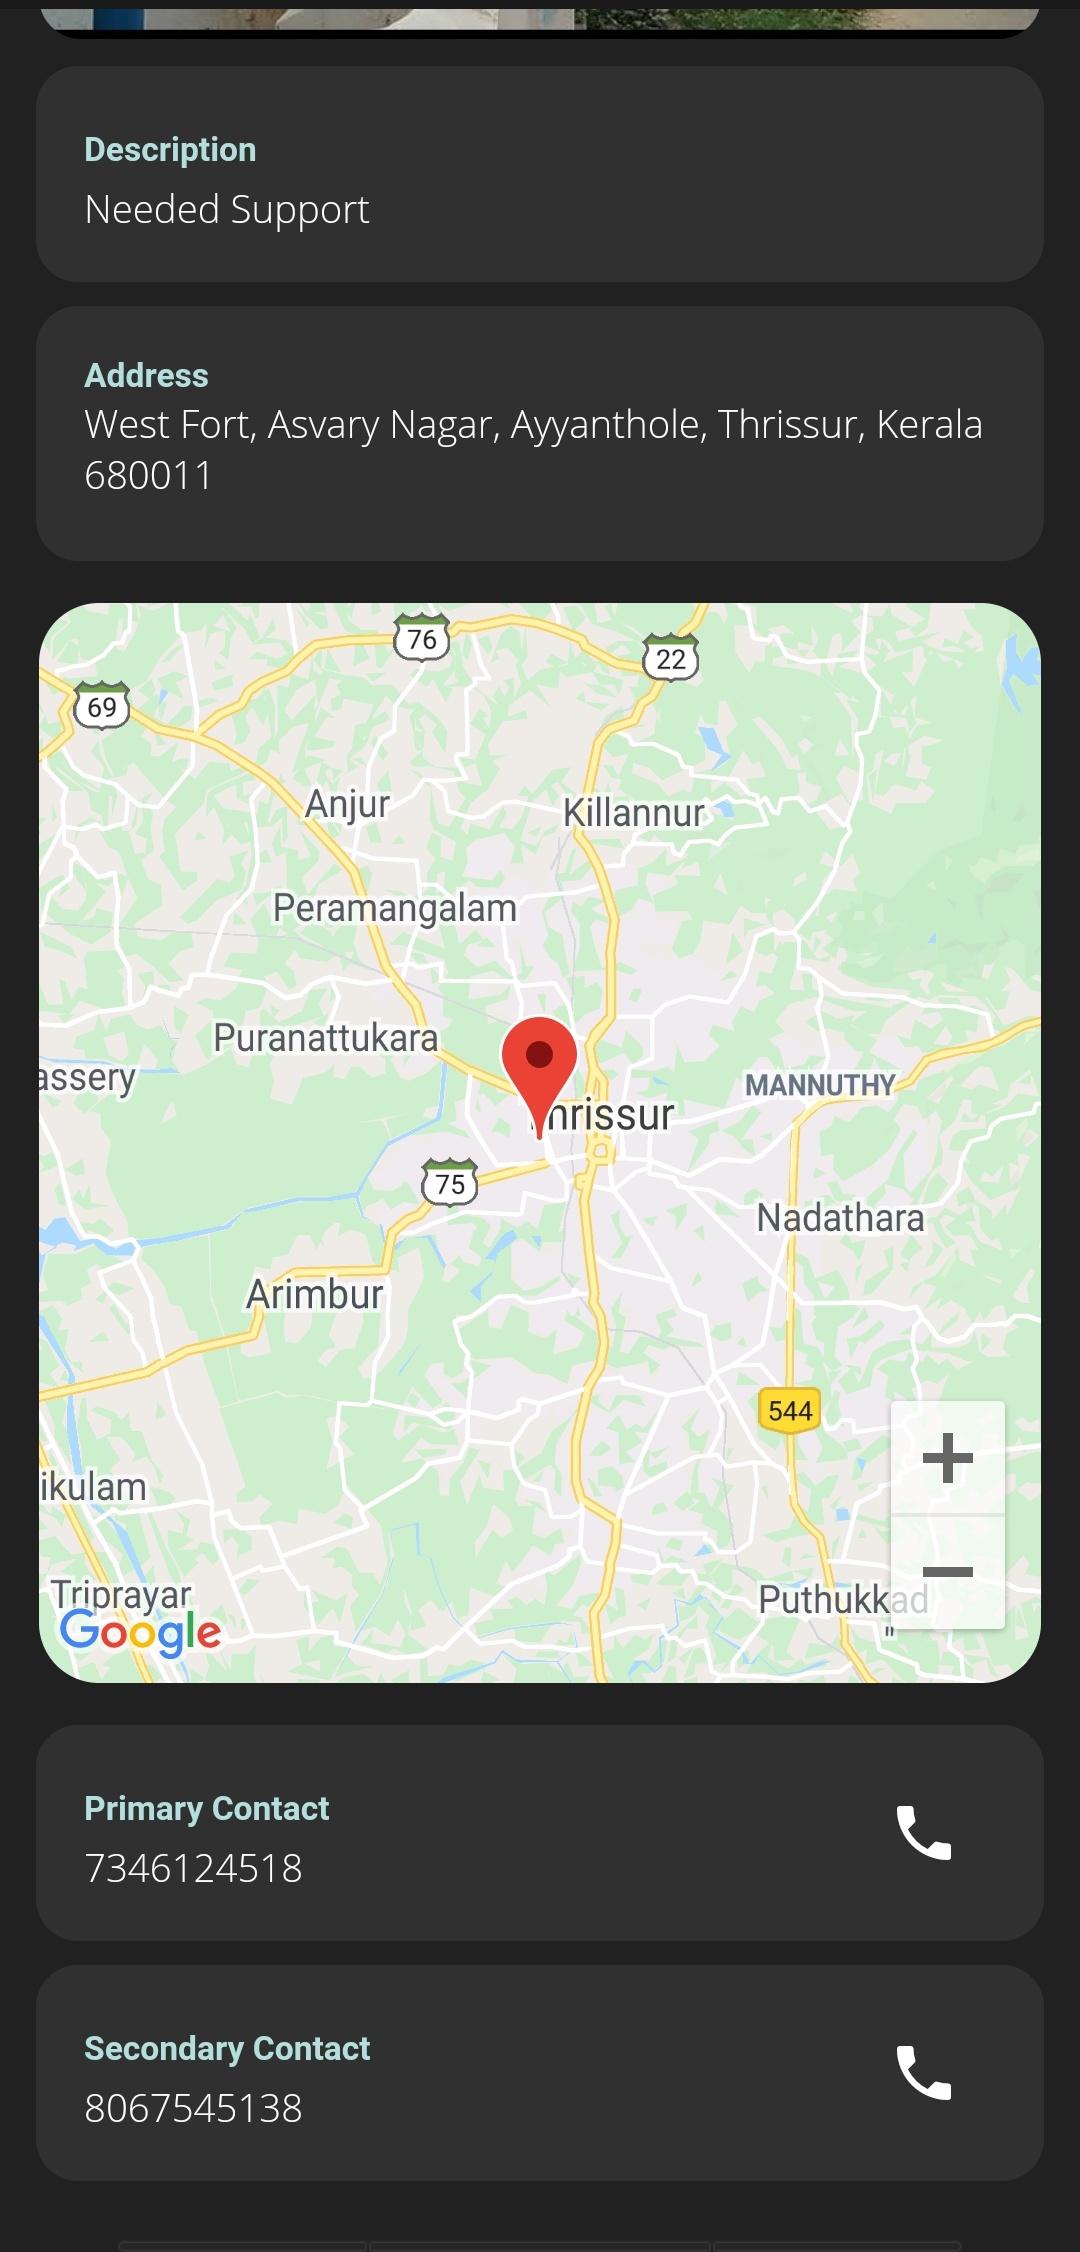 Description
Needed Support
Address
West Fort, Asvary Nagar, Ayyanthole, Thrissur, Kerala
680011
76
22
69
Anjur
Killannur
Peramangalam
Puranattukara
assery
MANNUTHY
hrissur
75
Nadathara
Arimbur
544
ikulam
Triprayar
Puthukkad
Google
Primary Contact
7346124518
Secondary Contact
8067545138